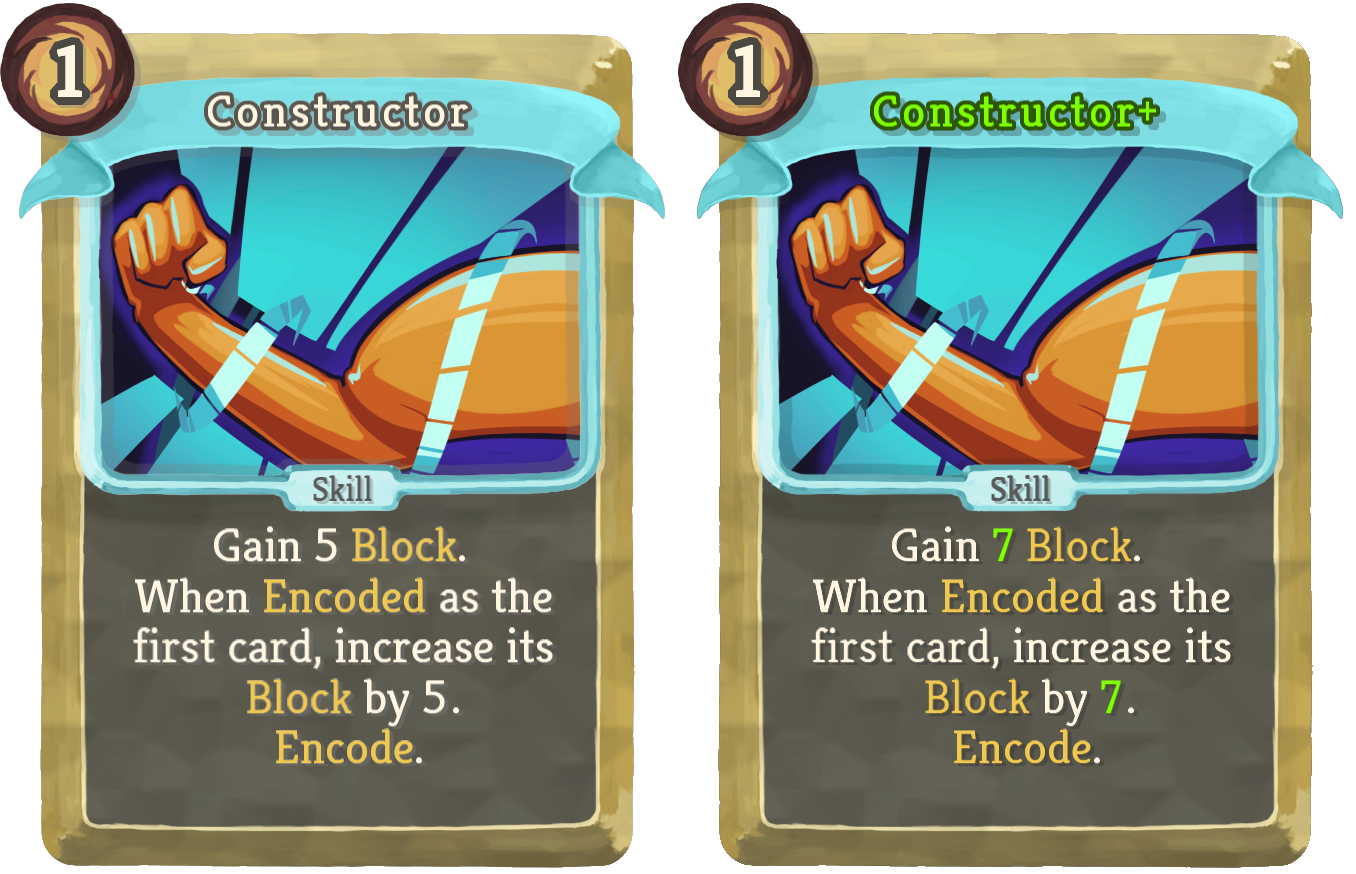 1
Constructor
Skill
Gain 5 Block.
When Encoded as the
first card, increase its
Block by 5.
Encode.
1
Constructor+
Skill
Gain 7 Block.
When Encoded as the
first card, increase its
Block by 7.
Encode.